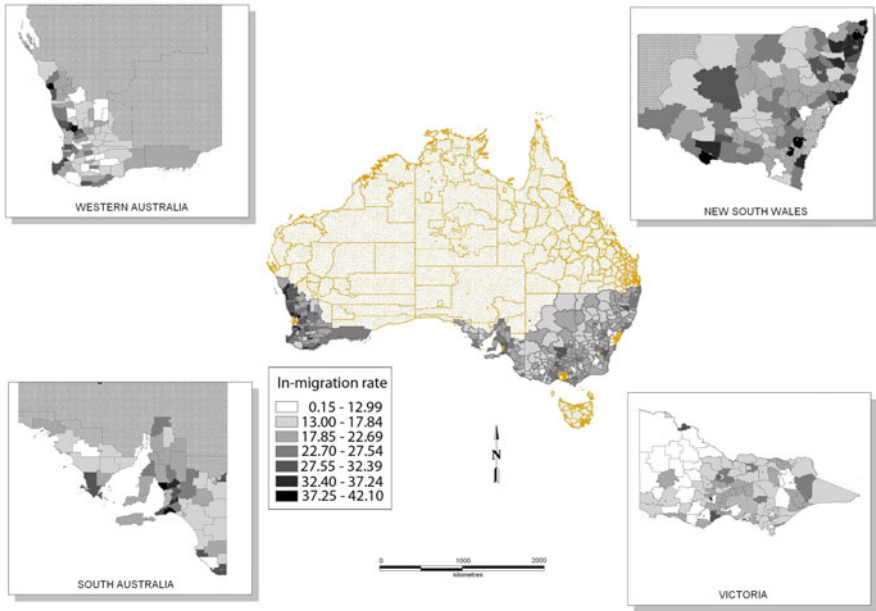 WESTERN AUSTRALIA
NEW SOUTH WALES
In-migration rate
0.15 - 12.99
13.00 - 17.84
17.85 - 22.69
22.70 - 27.54
27.55 - 32.39
32.40 - 37.24
37.25 - 42.10
N
0 1000 2000
kilometres
SOUTH AUSTRALIA
VICTORIA